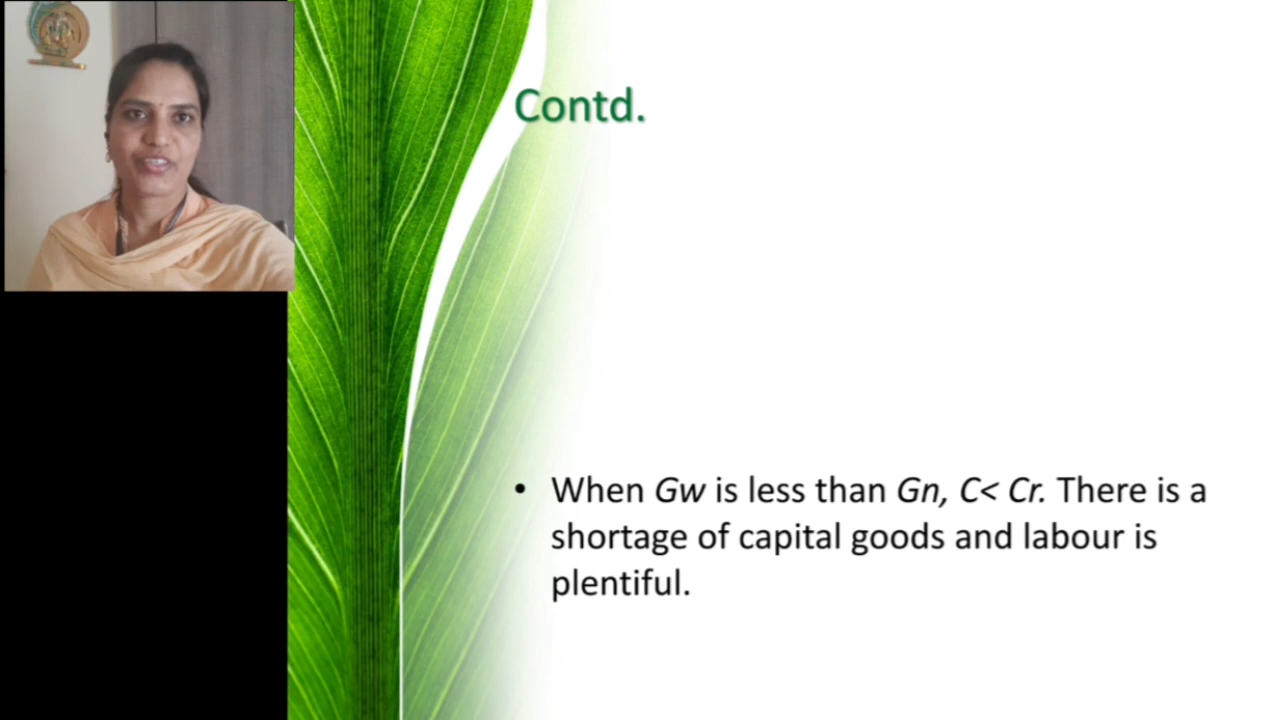 Contd.
• When Gw is less than Gn, C< Cr. There is a
shortage of capital goods and labour is
plentiful.